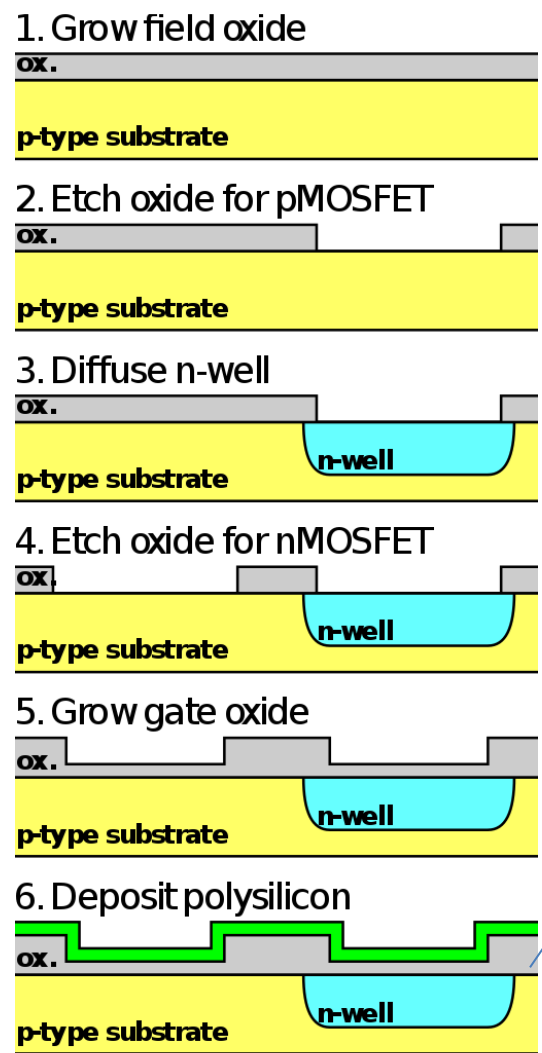 1. Grow field oxide
ox.
p-type substrate
2. Etch oxide for pMOSFET
ox.
p-type substrate
3. Diffuse n-well
ox.
n-well
p-type substrate
4. Etch oxide for nMOSFET
ox.
n-well
p-type substrate
5. Grow gate oxide
ox.
n-well
p-type substrate
6. Deposit polysilicon
ox.
n-well
p-type substrate